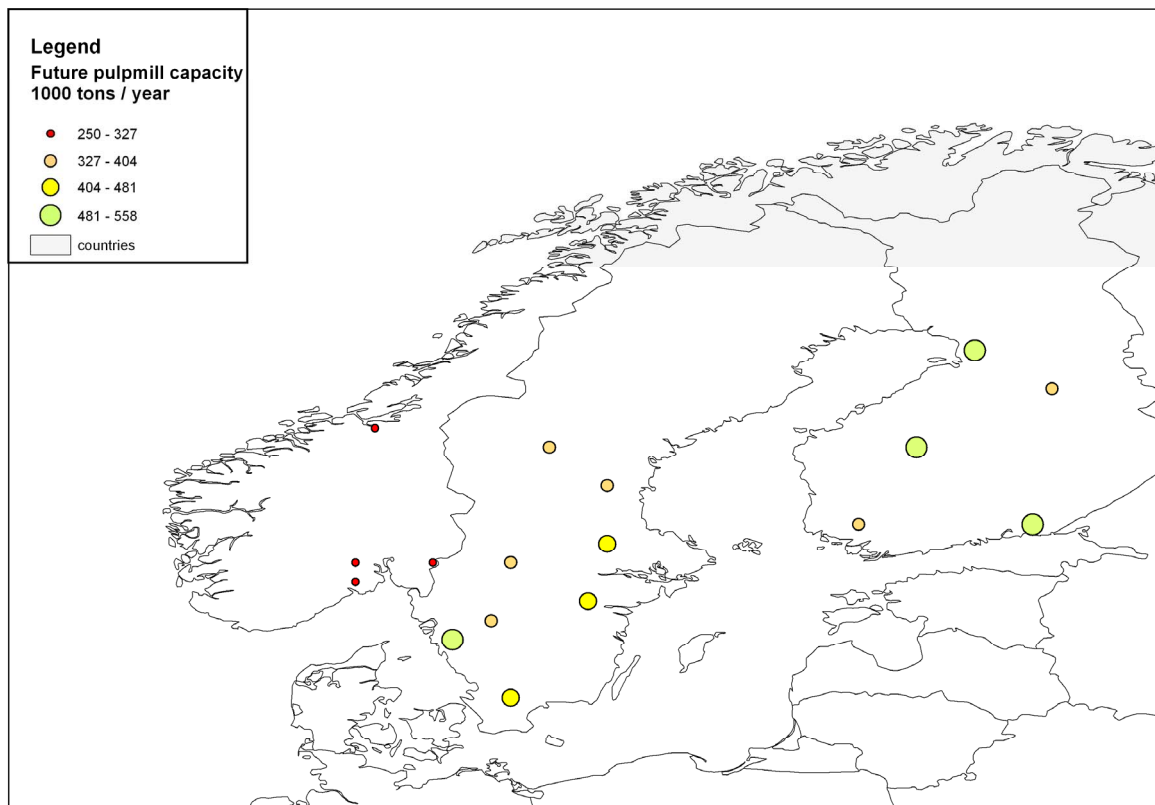 Legend
Future pulpmill capacity
1000 tons / year
250 - 327
327 - 404
404 - 481
481 - 558
countries